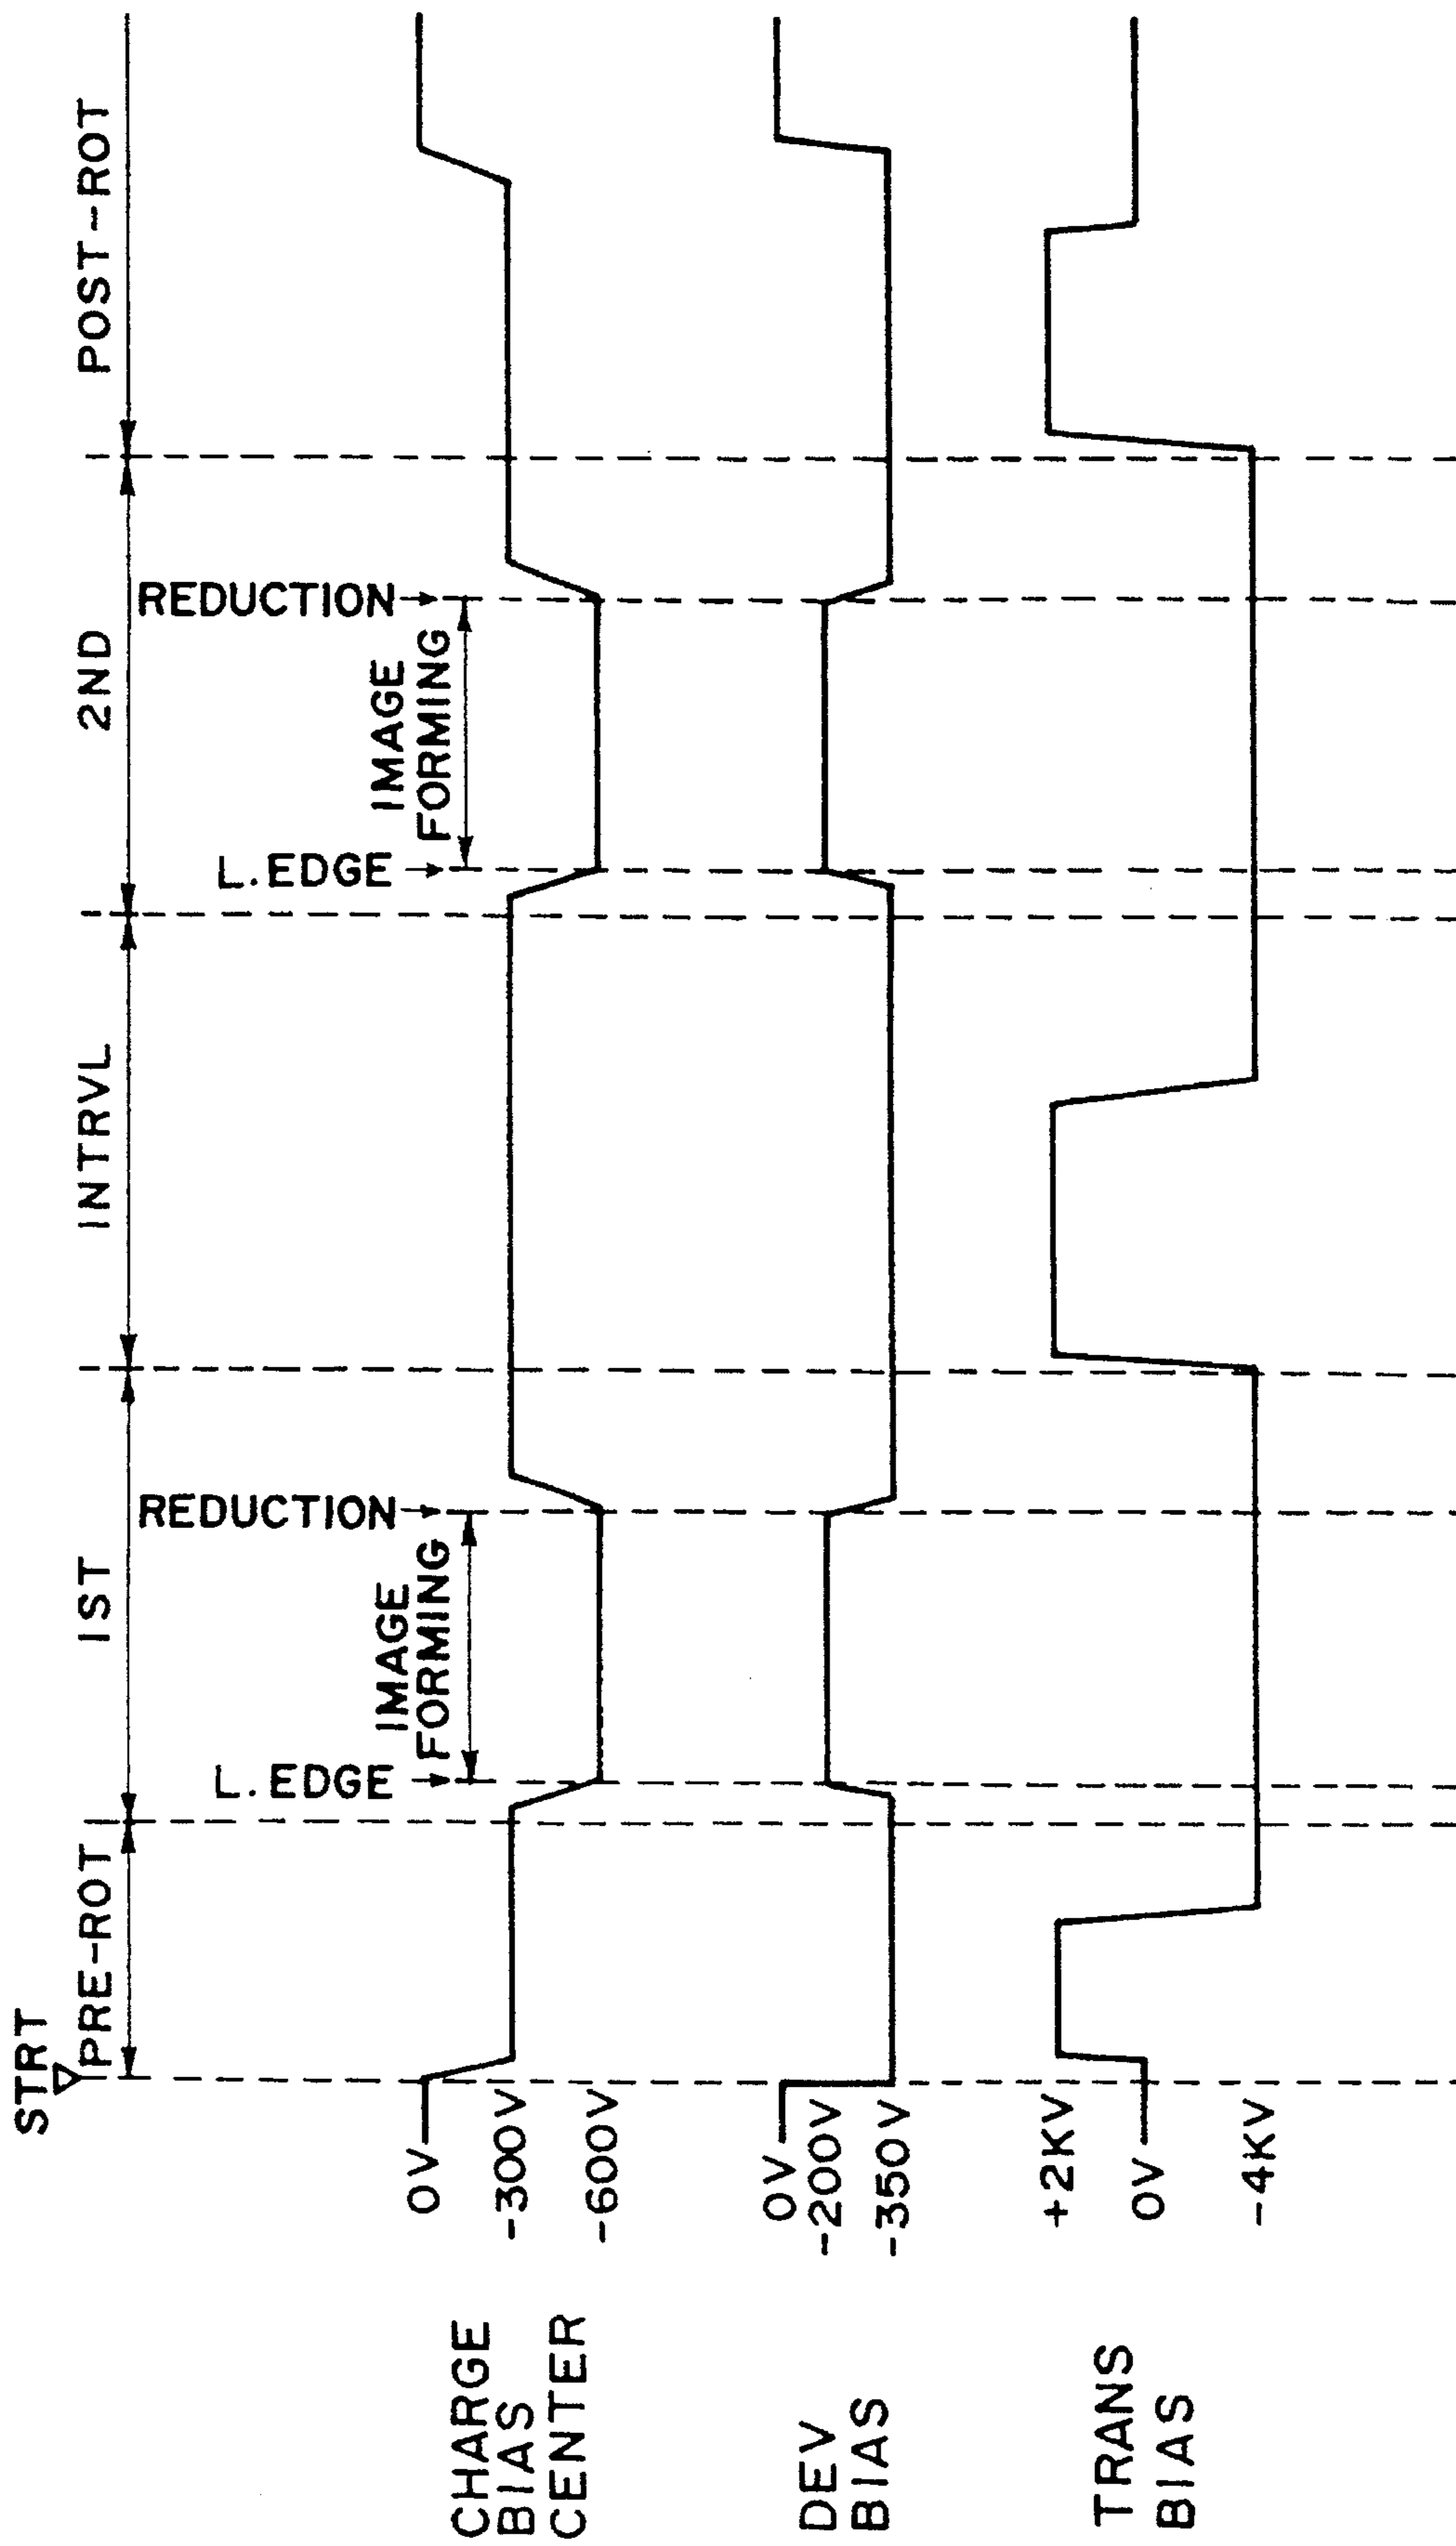 STRT
PRE-ROT
1ST
INTRVL
2ND
POST-ROT
L. EDGE
IMAGE
FORMING
REDUCTION
L. EDGE
IMAGE
FORMING
REDUCTION
CHARGE
BIAS
CENTER
0V
-300V
-600V
DEV
BIAS
0V
-200V
-350V
TRANS
BIAS
+2KV
0V
-4KV